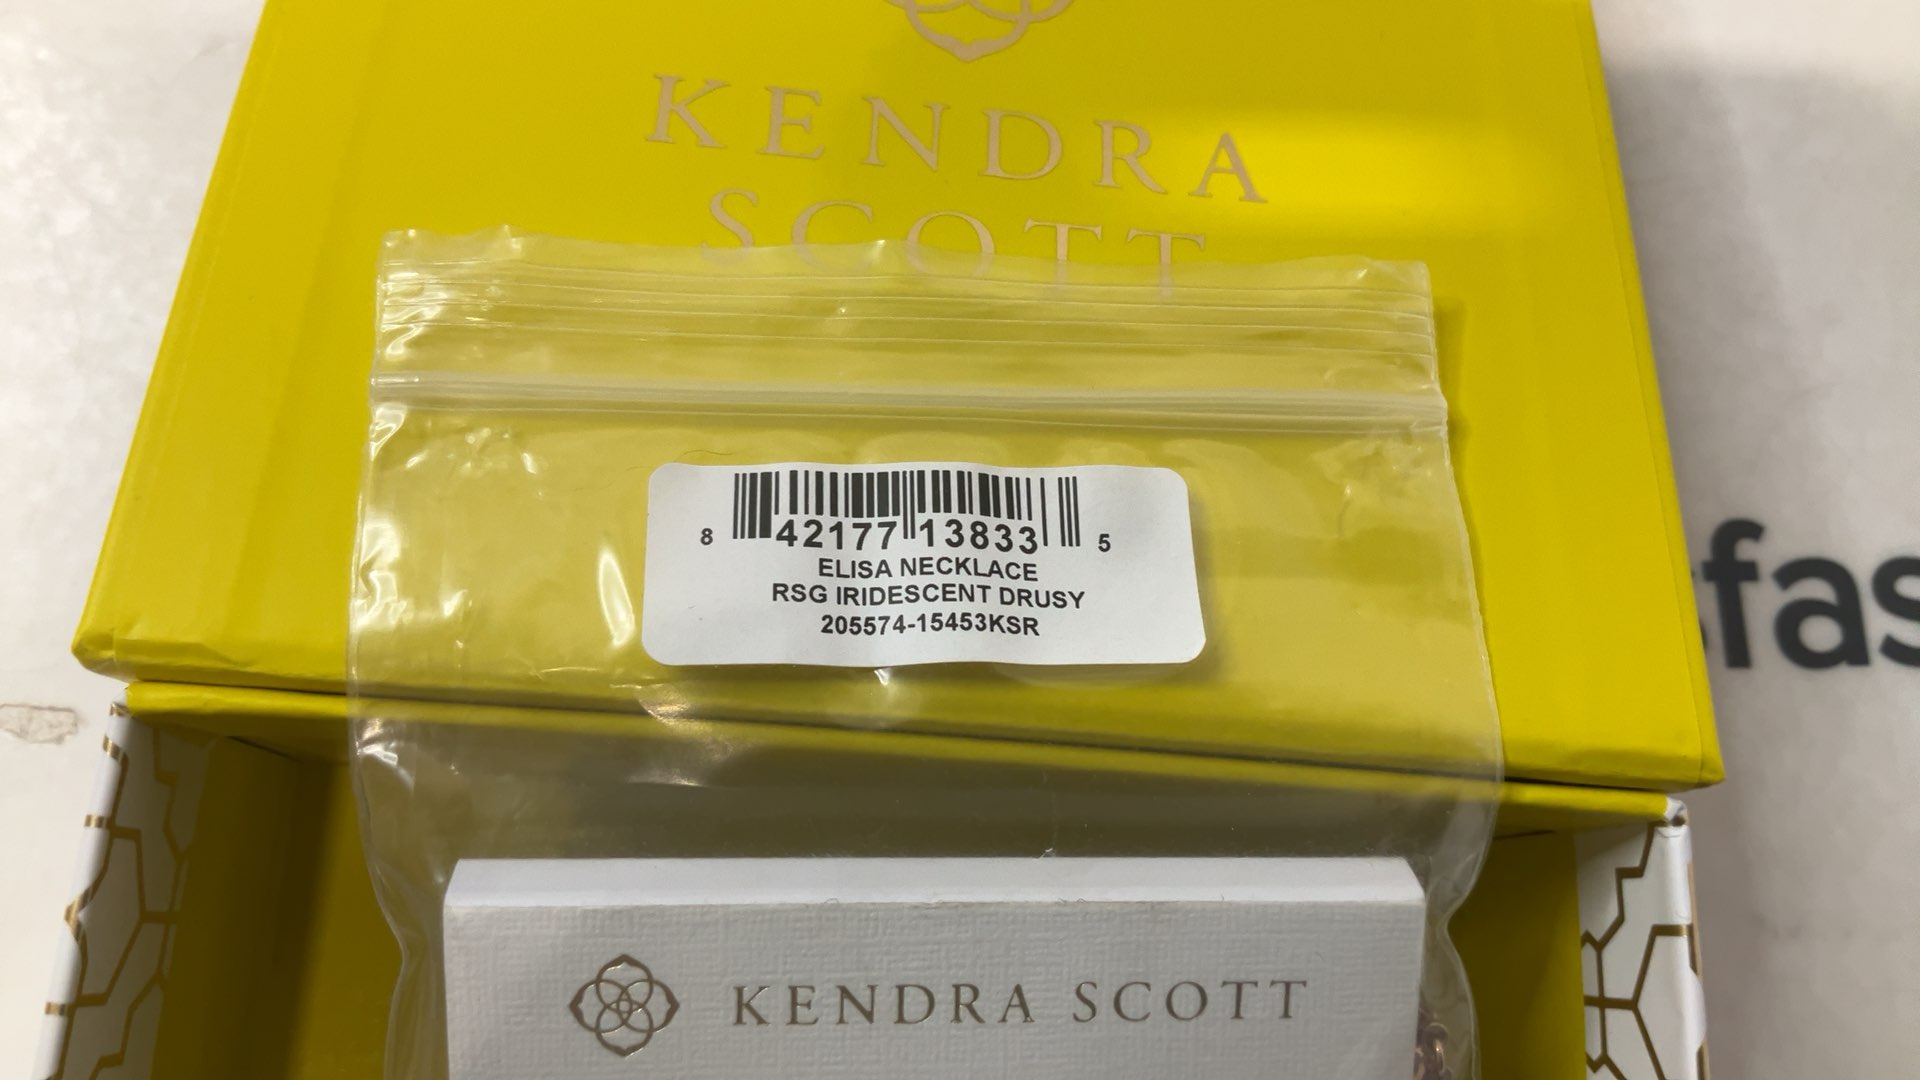 KENDRA
SCOTT
8 42177 13833 5
ELISA NECKLACE
RSG IRIDESCENT DRUSY
205574-15453KSR
fas
KENDRA SCOTT